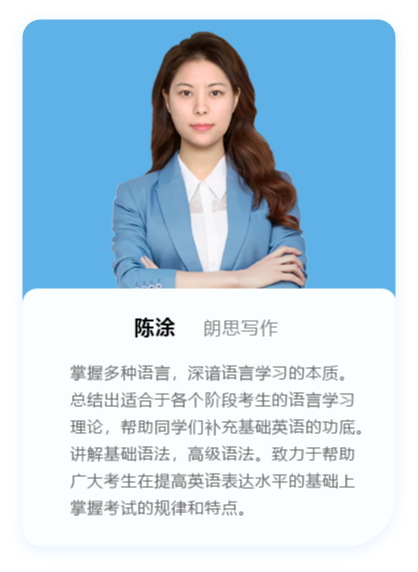 陈涂 朗思写作
掌握多种语言，深谙语言学习的本质。
总结出适合于各个阶段考生的语言学习
理论，帮助同学们补充基础英语的功底。
讲解基础语法，高级语法。致力于帮助
广大考生在提高英语表达水平的基础上
掌握考试的规律和特点。